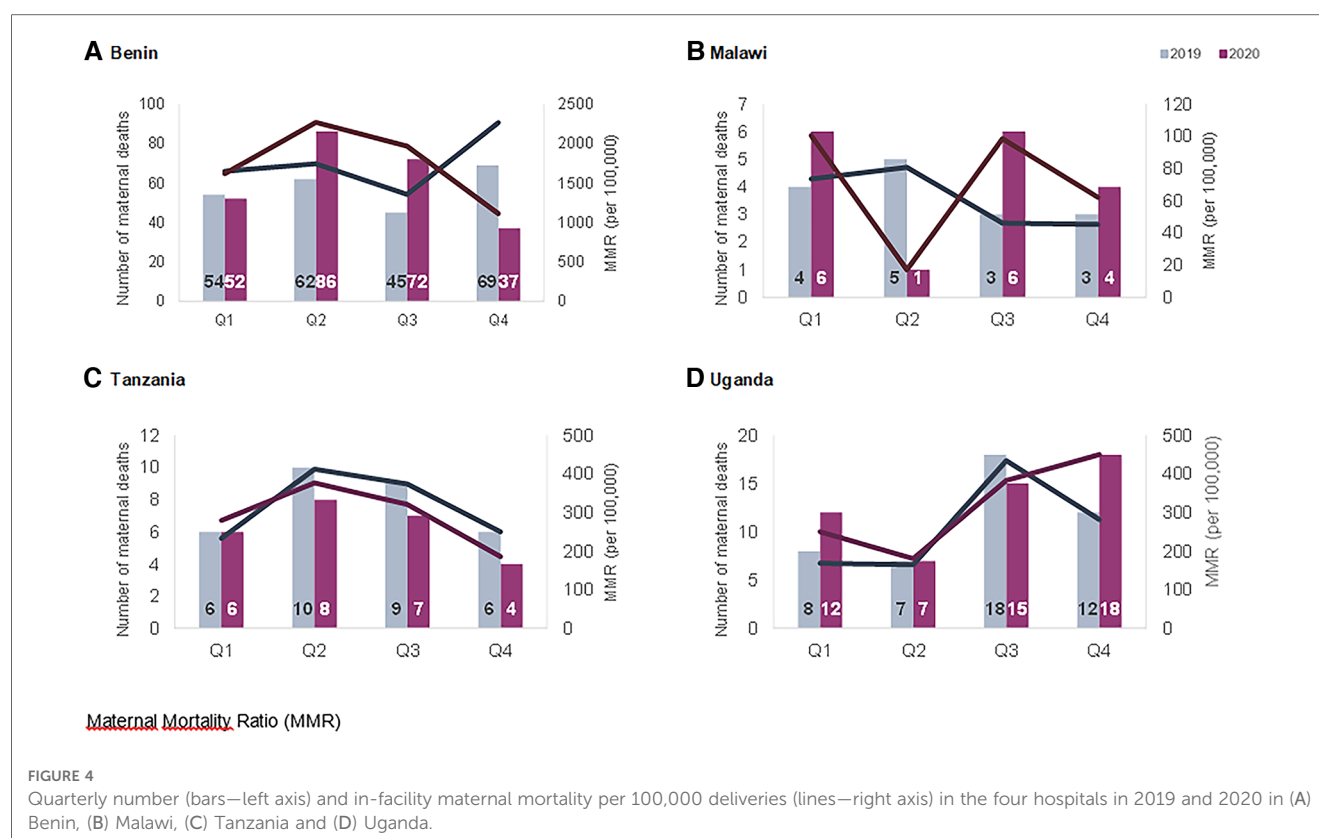 A Benin
B Malawi
2019 2020
Number of maternal deaths
100
80
60
40
20
0
2500
2000
1500
1000
500
0
MMR (per 100,000)
54 52 62 86 45 72 69 37
Q1 Q2 Q3 Q4
Number of maternal deaths
7
6
5
4
3
2
1
0
120
100
80
60
40
20
0
MMR (per 100,000)
4 6 5 1 3 6 3 4
Q1 Q2 Q3 Q4
C Tanzania
D Uganda
Number of maternal deaths
12
10
8
6
4
2
0
500
400
300
200
100
0
MMR (per 100,000)
6 6 10 8 9 7 6 4
Q1 Q2 Q3 Q4
Number of maternal deaths
20
15
10
5
0
500
400
300
200
100
0
MMR (per 100,000)
8 12 7 7 18 15 12 18
Q1 Q2 Q3 Q4
Maternal Mortality Ratio (MMR)
FIGURE 4
Quarterly number (bars—left axis) and in-facility maternal mortality per 100,000 deliveries (lines—right axis) in the four hospitals in 2019 and 2020 in (A)
Benin, (B) Malawi, (C) Tanzania and (D) Uganda.